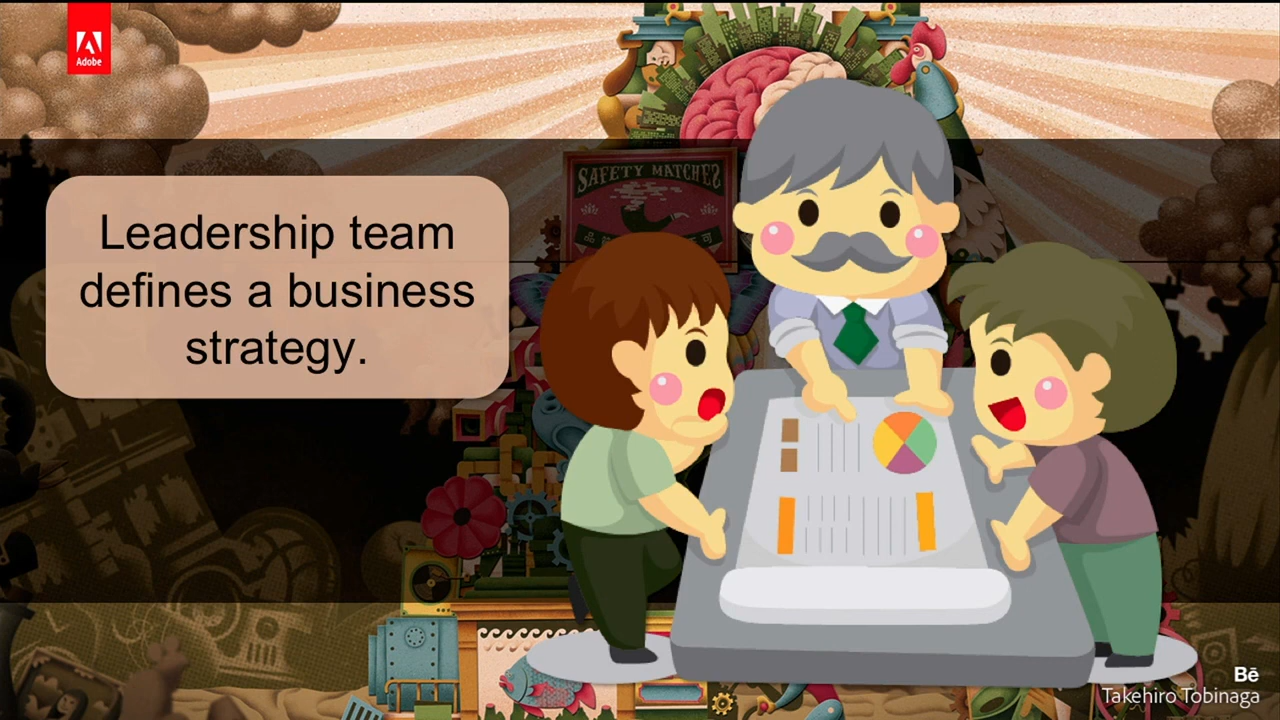 Adobe
SAFETY MATCHES
Leadership team
defines a business
strategy.
Bē
Takehiro Tobinaga